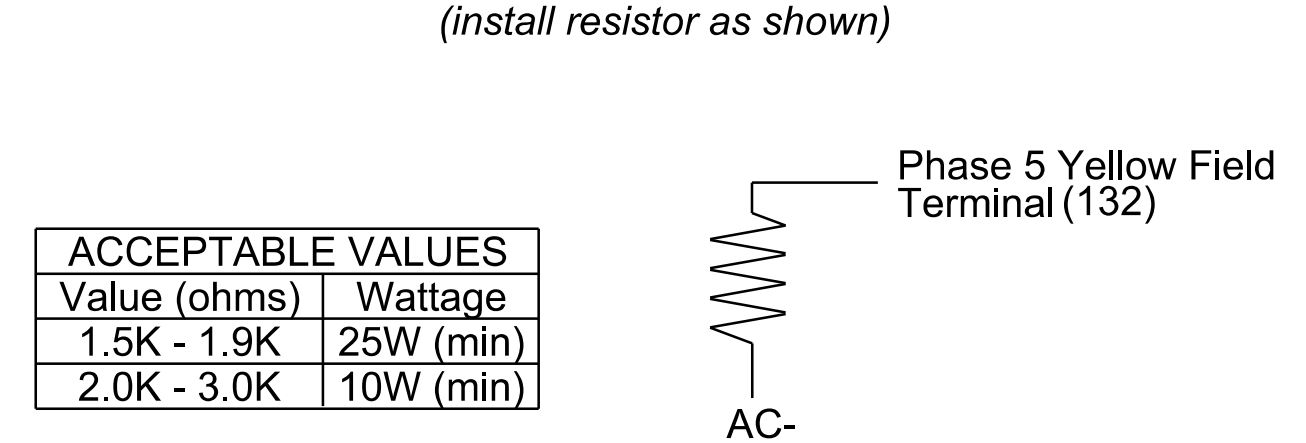 (install resistor as shown)
Phase 5 Yellow Field
Terminal (132)
ACCEPTABLE VALUES
Value (ohms) Wattage
1.5K - 1.9K 25W (min)
2.0K - 3.0K 10W (min)
AC-